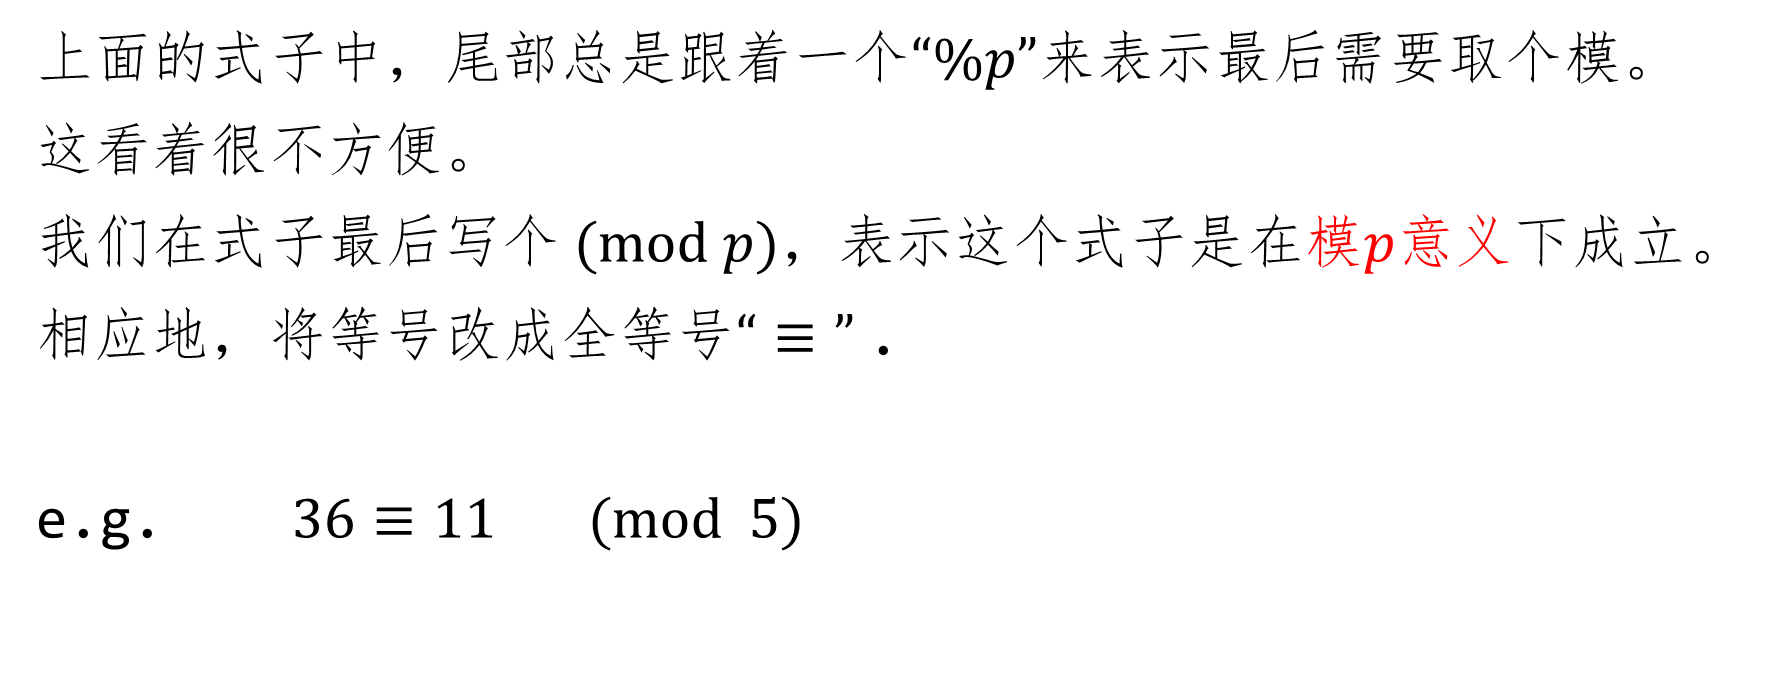 上面的式子中，尾部总是跟着一个“%p”来表示最后需要取个模。
这看着很不方便。
我们在式子最后写个 (mod p)，表示这个式子是在模p意义下成立。
相应地，将等号改成全等号“ ≡ ”.
e.g. 36 ≡ 11 (mod 5)